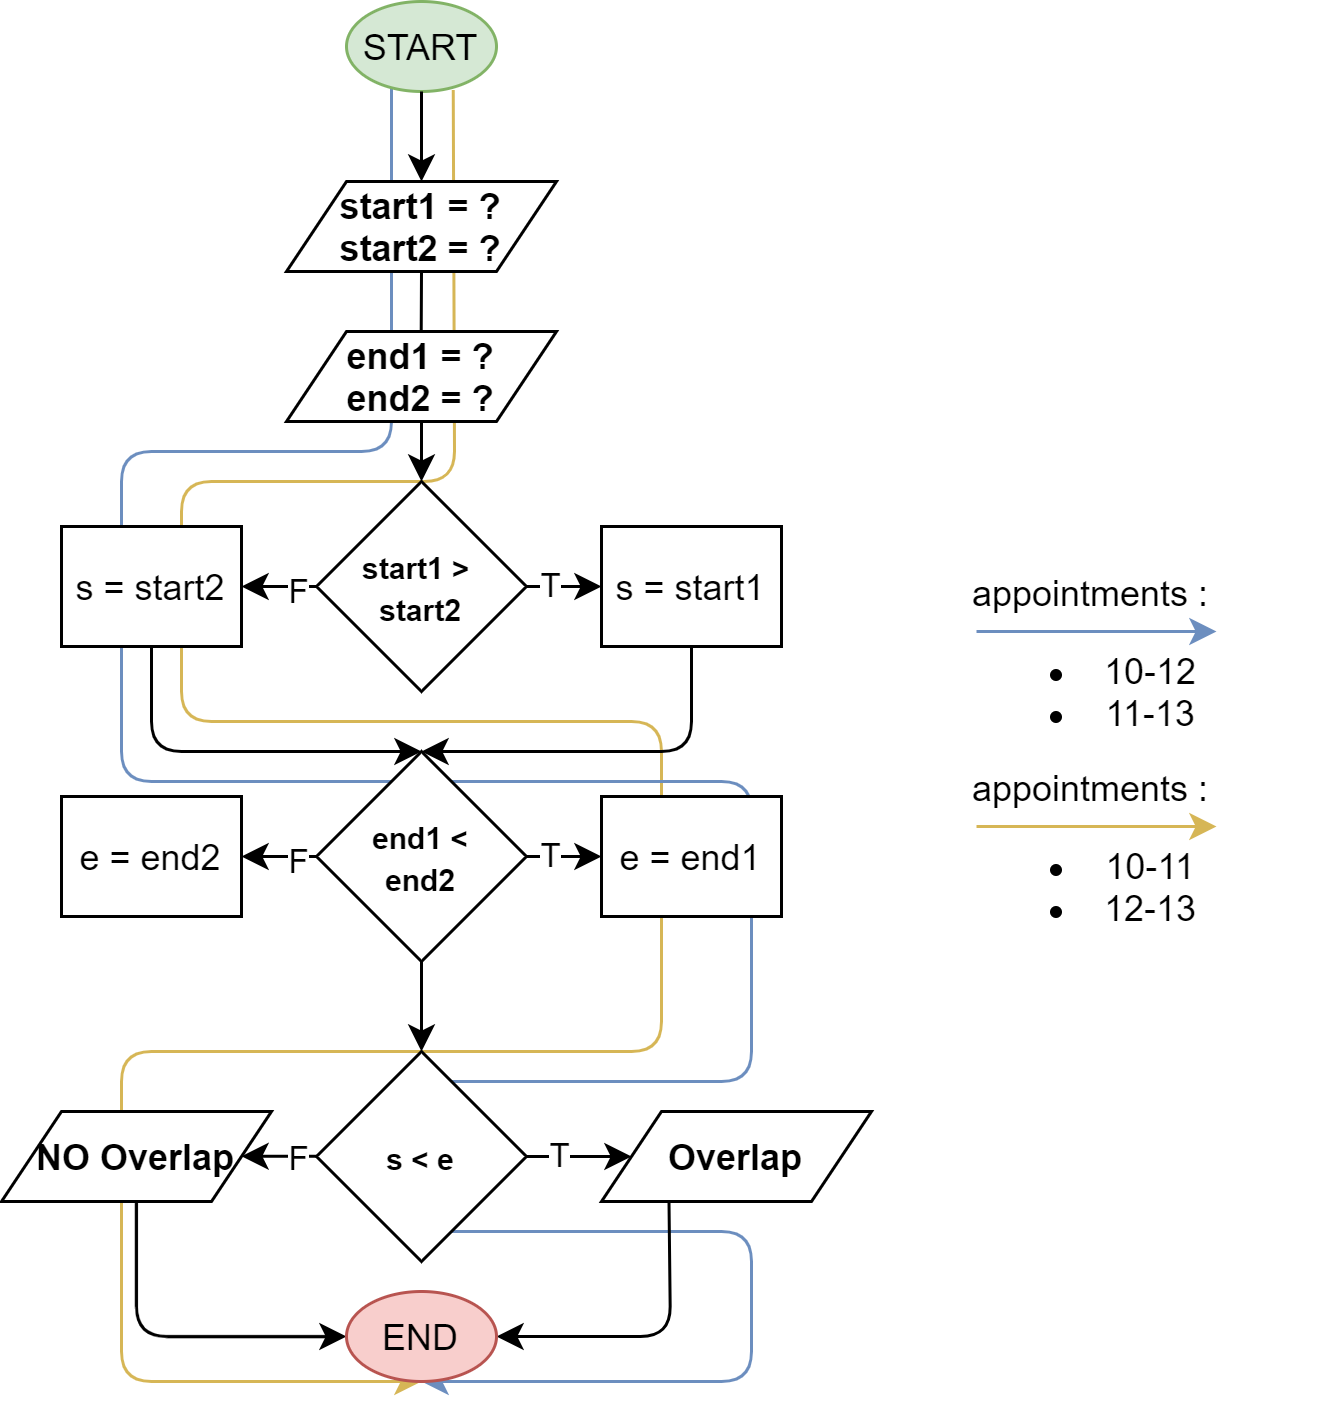 START
start1 = ?
start2 = ?
end1 = ?
end2 = ?
s = start2
F
start1 >
start2
T
s = start1
appointments :
10-12
11-13
appointments :
10-11
12-13
e = end2
F
end1 <
end2
T
e = end1
NO Overlap
F
s < e
T
Overlap
END